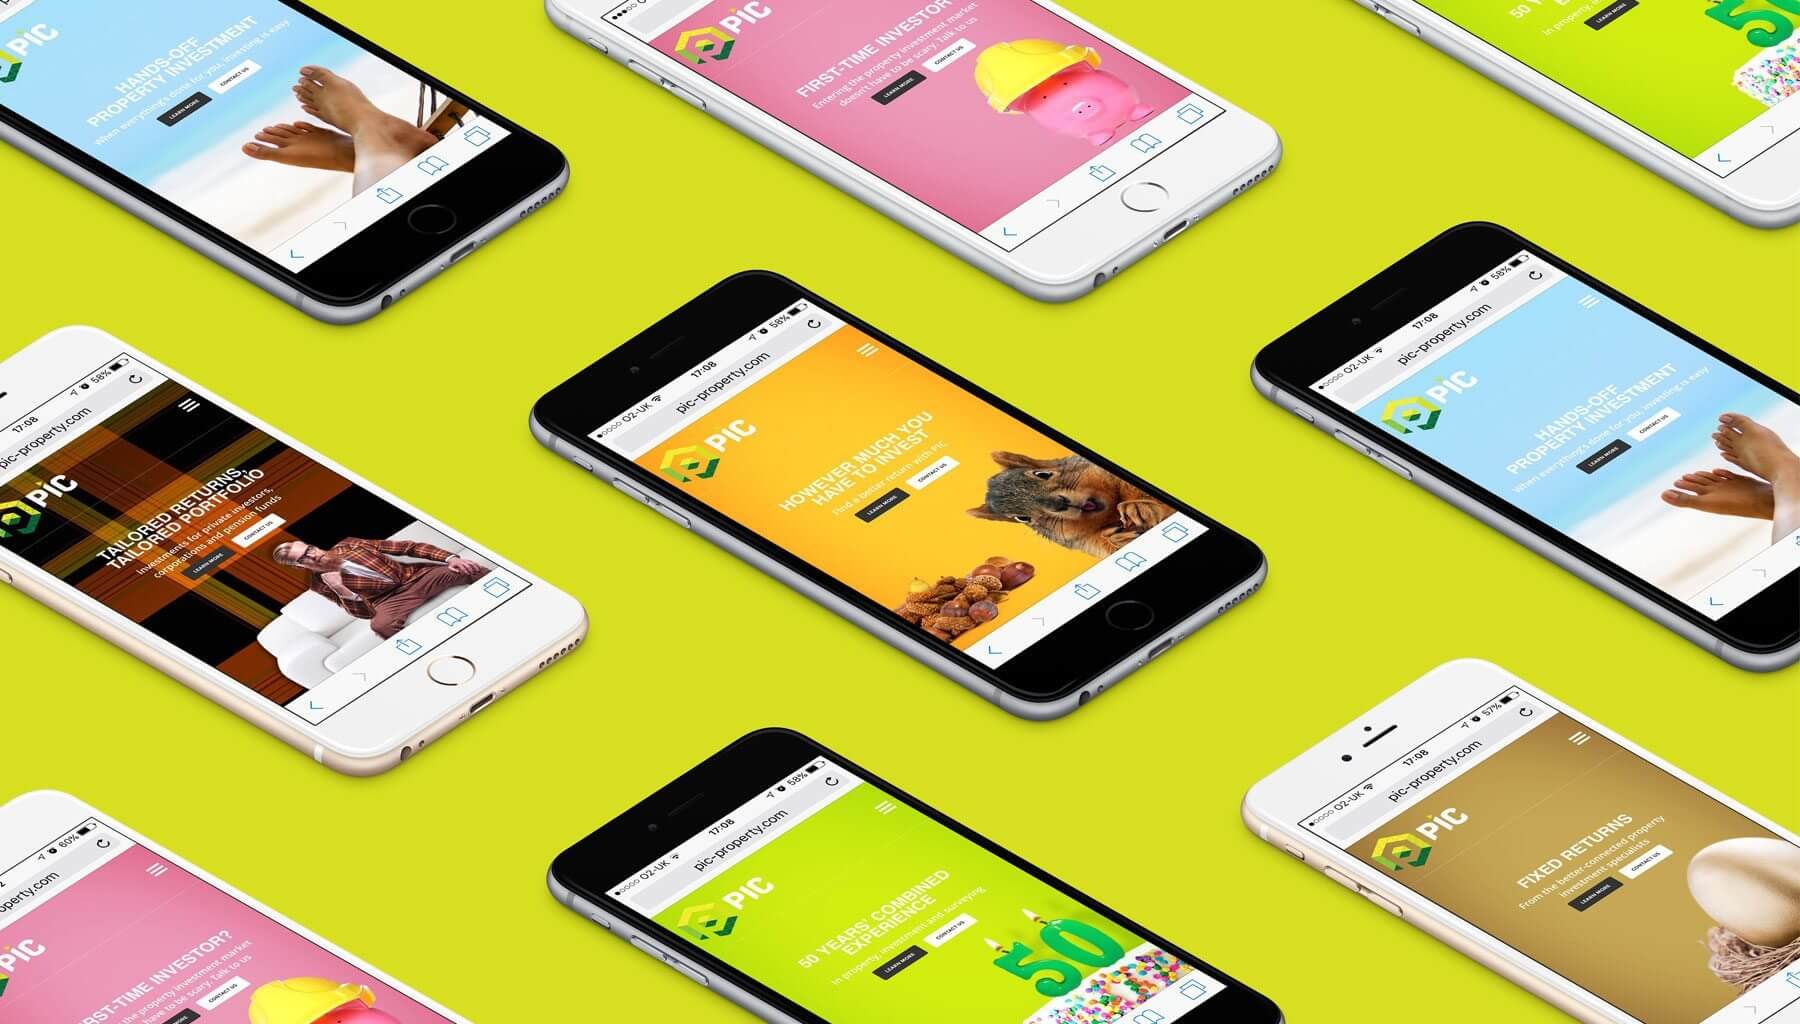 PIC
HANDS-OFF
PROPERTY INVESTMENT
When everything's done for you, investing is easy
LEARN MORE
CONTACT US
PIC
FIRST-TIME INVESTOR
Entering the property investment market
doesn't have to be scary. Talk to us
LEARN MORE
CONTACT US
50
in property, and
LEARN MORE
50
17:08
58%
pic-property.com
PIC
TAILORED RETURNS,
TAILORED PORTFOLIO
Investments for private investors,
corporations and pension funds
LEARN MORE
CONTACT US
O2-UK
17:08
58%
pic-property.com
PIC
HOWEVER MUCH YOU
HAVE TO INVEST
Find a better return with PIC
LEARN MORE
CONTACT US
O2-UK
17:08
58%
pic-property.com
PIC
HANDS-OFF
PROPERTY INVESTMENT
When everything's done for you, investing is easy
LEARN MORE
CONTACT US
60%
property.com
PIC
FIRST-TIME INVESTOR?
the property investment market
have to be scary. Talk to us
LEARN MORE
CONTACT US
O2-UK
17:08
58%
pic-property.com
PIC
50 YEARS' COMBINED
EXPERIENCE
in property, investment and surveying
LEARN MORE
CONTACT US
50
O2-UK
17:08
57%
pic-property.com
PIC
FIXED RETURNS
From the better-connected property
investment specialists
LEARN MORE
CONTACT US